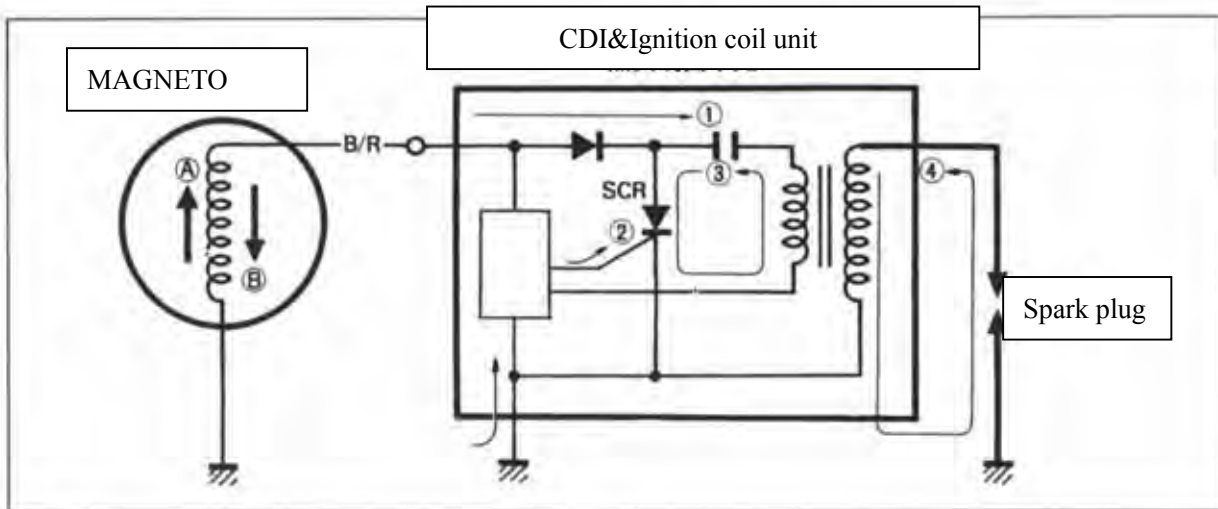 CDI&Ignition coil unit
MAGNETO
B/R
①
Ⓐ
③
④
SCR
②
Ⓑ
Spark plug